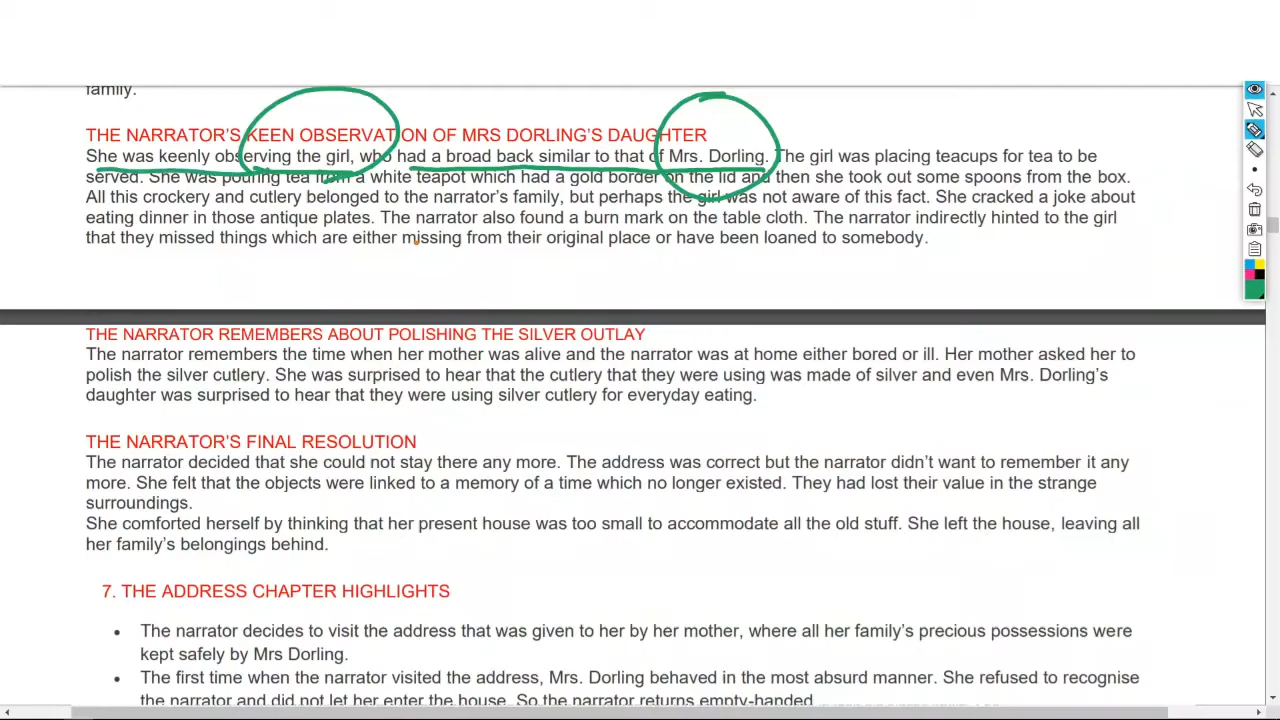 family.
THE NARRATOR'S KEEN OBSERVATION OF MRS DORLING'S DAUGHTER
She was keenly observing the girl, who had a broad back similar to that of Mrs. Dorling. The girl was placing teacups for tea to be
served. She was pouring tea from a white teapot which had a gold border on the lid and then she took out some spoons from the box.
All this crockery and cutlery belonged to the narrator's family, but perhaps the girl was not aware of this fact. She cracked a joke about
eating dinner in those antique plates. The narrator also found a burn mark on the table cloth. The narrator indirectly hinted to the girl
that they missed things which are either missing from their original place or have been loaned to somebody.
THE NARRATOR REMEMBERS ABOUT POLISHING THE SILVER OUTLAY
The narrator remembers the time when her mother was alive and the narrator was at home either bored or ill. Her mother asked her to
polish the silver cutlery. She was surprised to hear that the cutlery that they were using was made of silver and even Mrs. Dorling's
daughter was surprised to hear that they were using silver cutlery for everyday eating.
THE NARRATOR'S FINAL RESOLUTION
The narrator decided that she could not stay there any more. The address was correct but the narrator didn't want to remember it any
more. She felt that the objects were linked to a memory of a time which no longer existed. They had lost their value in the strange
surroundings.
She comforted herself by thinking that her present house was too small to accommodate all the old stuff. She left the house, leaving all
her family's belongings behind.
7. THE ADDRESS CHAPTER HIGHLIGHTS
• The narrator decides to visit the address that was given to her by her mother, where all her family's precious possessions were
kept safely by Mrs Dorling.
• The first time when the narrator visited the address, Mrs. Dorling behaved in the most absurd manner. She refused to recognise
the narrator and did not let her enter the house. So the narrator returns empty-handed